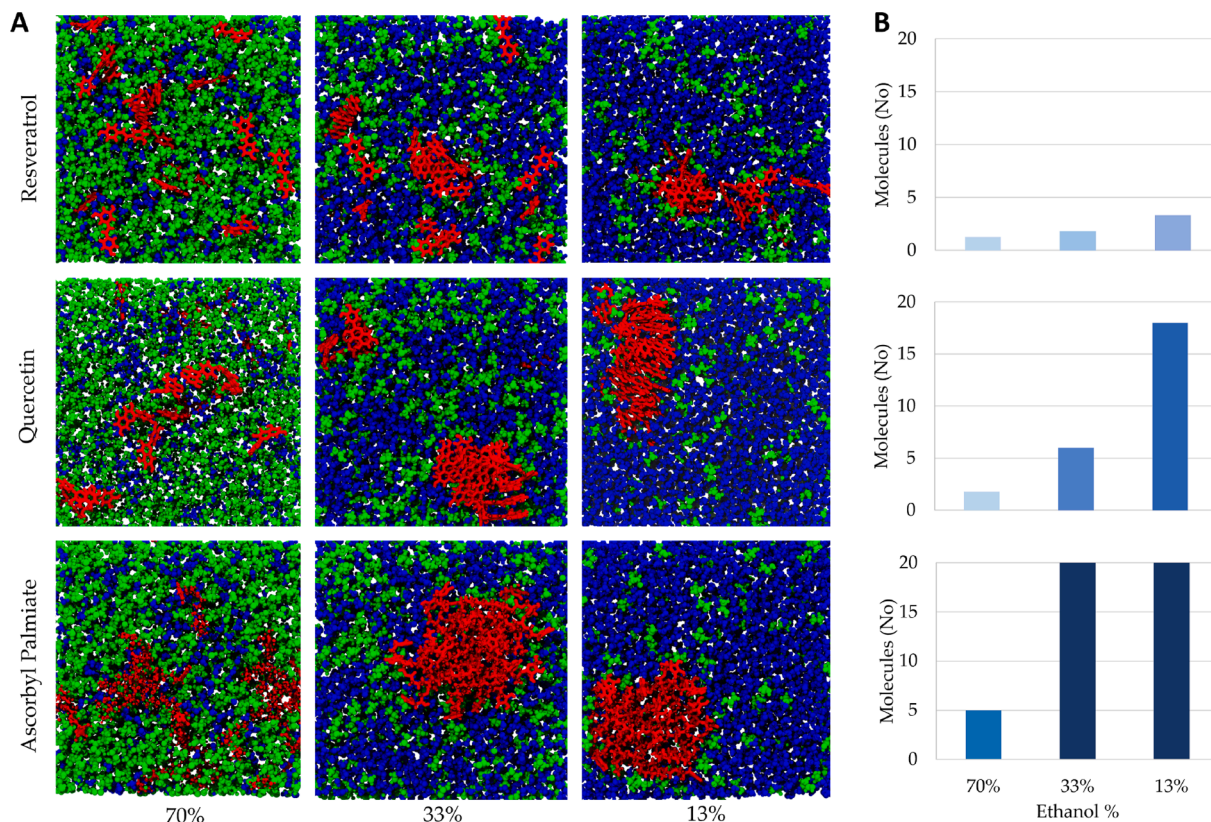 A
B
Resveratrol
Quercetin
Ascorbyl Palmiate
70%
33%
13%
20
15
10
5
0
Molecules (No)
20
15
10
5
0
Molecules (No)
20
15
10
5
0
Molecules (No)
70%
33%
13%
Ethanol %